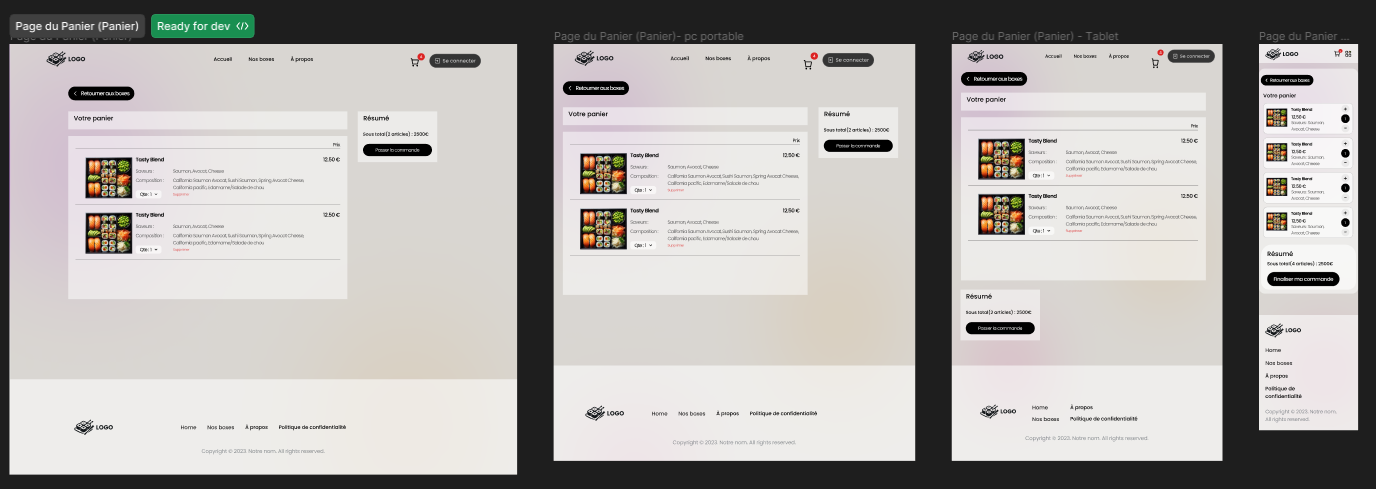 Page du Panier (Panier)
Ready for dev
Page du Panier (Panier)
LOGO
Accueil
Nos boxes
À propos
4
Se connecter
Retourner aux boxes
Votre panier
Prix
Tasty Blend
12.50 €
Saveurs :
Saumon, Avocat, Cheese
Composition :
California Saumon Avocat, Sushi Saumon, Spring Avocat Cheese,
California pacific, Edamame/Salade de chou
Qte : 1
Supprimer
Tasty Blend
12.50 €
Saveurs :
Saumon, Avocat, Cheese
Composition :
California Saumon Avocat, Sushi Saumon, Spring Avocat Cheese,
California pacific, Edamame/Salade de chou
Qte : 1
Supprimer
Résumé
Sous total(2 articles) : 2500€
Passer la commande
LOGO
Home
Nos boxes
À propos
Politique de confidentialité
Copyright © 2023. Notre nom. All rights reserved.
Page du Panier (Panier)- pc portable
LOGO
Accueil
Nos boxes
À propos
4
Se connecter
Retourner aux boxes
Votre panier
Prix
Tasty Blend
12.50 €
Saveurs :
Saumon, Avocat, Cheese
Composition :
California Saumon Avocat, Sushi Saumon, Spring Avocat Cheese,
California pacific, Edamame/Salade de chou
Qte : 1
Supprimer
Tasty Blend
12.50 €
Saveurs :
Saumon, Avocat, Cheese
Composition :
California Saumon Avocat, Sushi Saumon, Spring Avocat Cheese,
California pacific, Edamame/Salade de chou
Qte : 1
Supprimer
Résumé
Sous total(2 articles) : 2500€
Passer la commande
LOGO
Home
Nos boxes
À propos
Politique de confidentialité
Copyright © 2023. Notre nom. All rights reserved.
Page du Panier (Panier) - Tablet
LOGO
Accueil
Nos boxes
À propos
4
Se connecter
Retourner aux boxes
Votre panier
Prix
Tasty Blend
12.50 €
Saveurs :
Saumon, Avocat, Cheese
Composition :
California Saumon Avocat, Sushi Saumon, Spring Avocat Cheese,
California pacific, Edamame/Salade de chou
Qte : 1
Supprimer
Tasty Blend
12.50 €
Saveurs :
Saumon, Avocat, Cheese
Composition :
California Saumon Avocat, Sushi Saumon, Spring Avocat Cheese,
California pacific, Edamame/Salade de chou
Qte : 1
Supprimer
Résumé
Sous total(2 articles) : 2500€
Passer la commande
LOGO
Home
À propos
Nos boxes
Politique de confidentialité
Copyright © 2023. Notre nom. All rights reserved.
Page du Panier ...
LOGO
Retourner aux boxes
Votre panier
Tasty Blend
12.50 €
Saveurs : Saumon,
Avocat, Cheese
Tasty Blend
12.50 €
Saveurs : Saumon,
Avocat, Cheese
Tasty Blend
12.50 €
Saveurs : Saumon,
Avocat, Cheese
Tasty Blend
12.50 €
Saveurs : Saumon,
Avocat, Cheese
Résumé
Sous total(4 articles) : 2500€
Finaliser ma commande
LOGO
Home
Nos boxes
À propos
Politique de
confidentialité
Copyright © 2023. Notre nom.
All rights reserved.